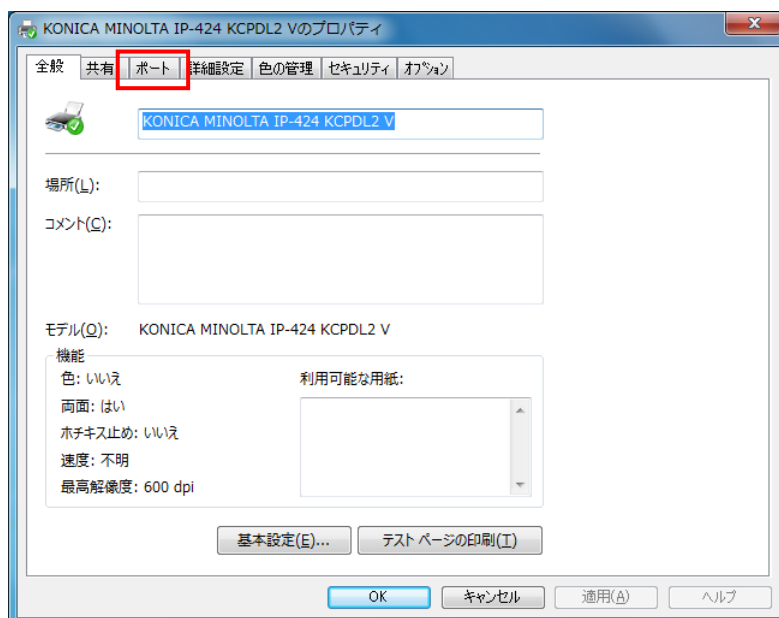 KONICA MINOLTA IP-424 KCPDL2 Vのプロパティ
全般 共有 ポート 詳細設定 色の管理 セキュリティ オプション
KONICA MINOLTA IP-424 KCPDL2 V
場所(L):
コメント(C):
モデル(O): KONICA MINOLTA IP-424 KCPDL2 V
機能
色: いいえ 利用可能な用紙:
両面: はい
ホチキス止め: いいえ
速度: 不明
最高解像度: 600 dpi
基本設定(E)... テスト ページの印刷(T)
OK キャンセル 適用(A) ヘルプ